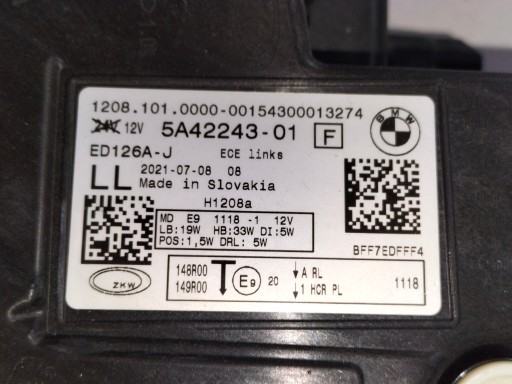 1208.101.0000-00154300013274
24V 12V 5A42243-01 F
BMW
ED126A-J ECE links
LL 2021-07-08 08
Made in Slovakia
H1208a
MD E9 1118 -1 12V
LB:19W HB:33W DI:5W
POS:1,5W DRL: 5W
BFF7EDFFF4
ZKW
148R00
149R00
T E9 20
↓ A RL
↓ 1 HCR PL
1118